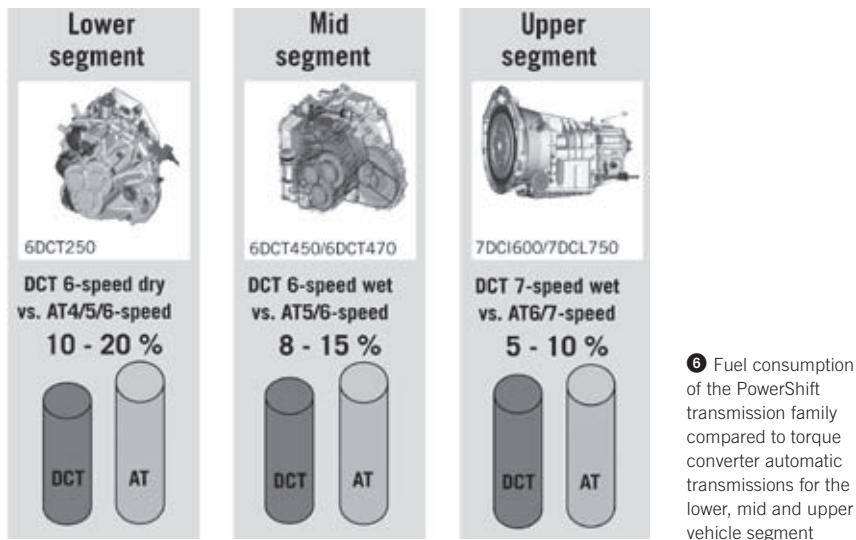 Lower
segment
6DCT250
DCT 6-speed dry
vs. AT4/5/6-speed
10 - 20 %
DCT
AT
Mid
segment
6DCT450/6DCT470
DCT 6-speed wet
vs. AT5/6-speed
8 - 15 %
DCT
AT
Upper
segment
7DCI600/7DCL750
DCT 7-speed wet
vs. AT6/7-speed
5 - 10 %
DCT
AT
❻ Fuel consumption
of the PowerShift
transmission family
compared to torque
converter automatic
transmissions for the
lower, mid and upper
vehicle segment